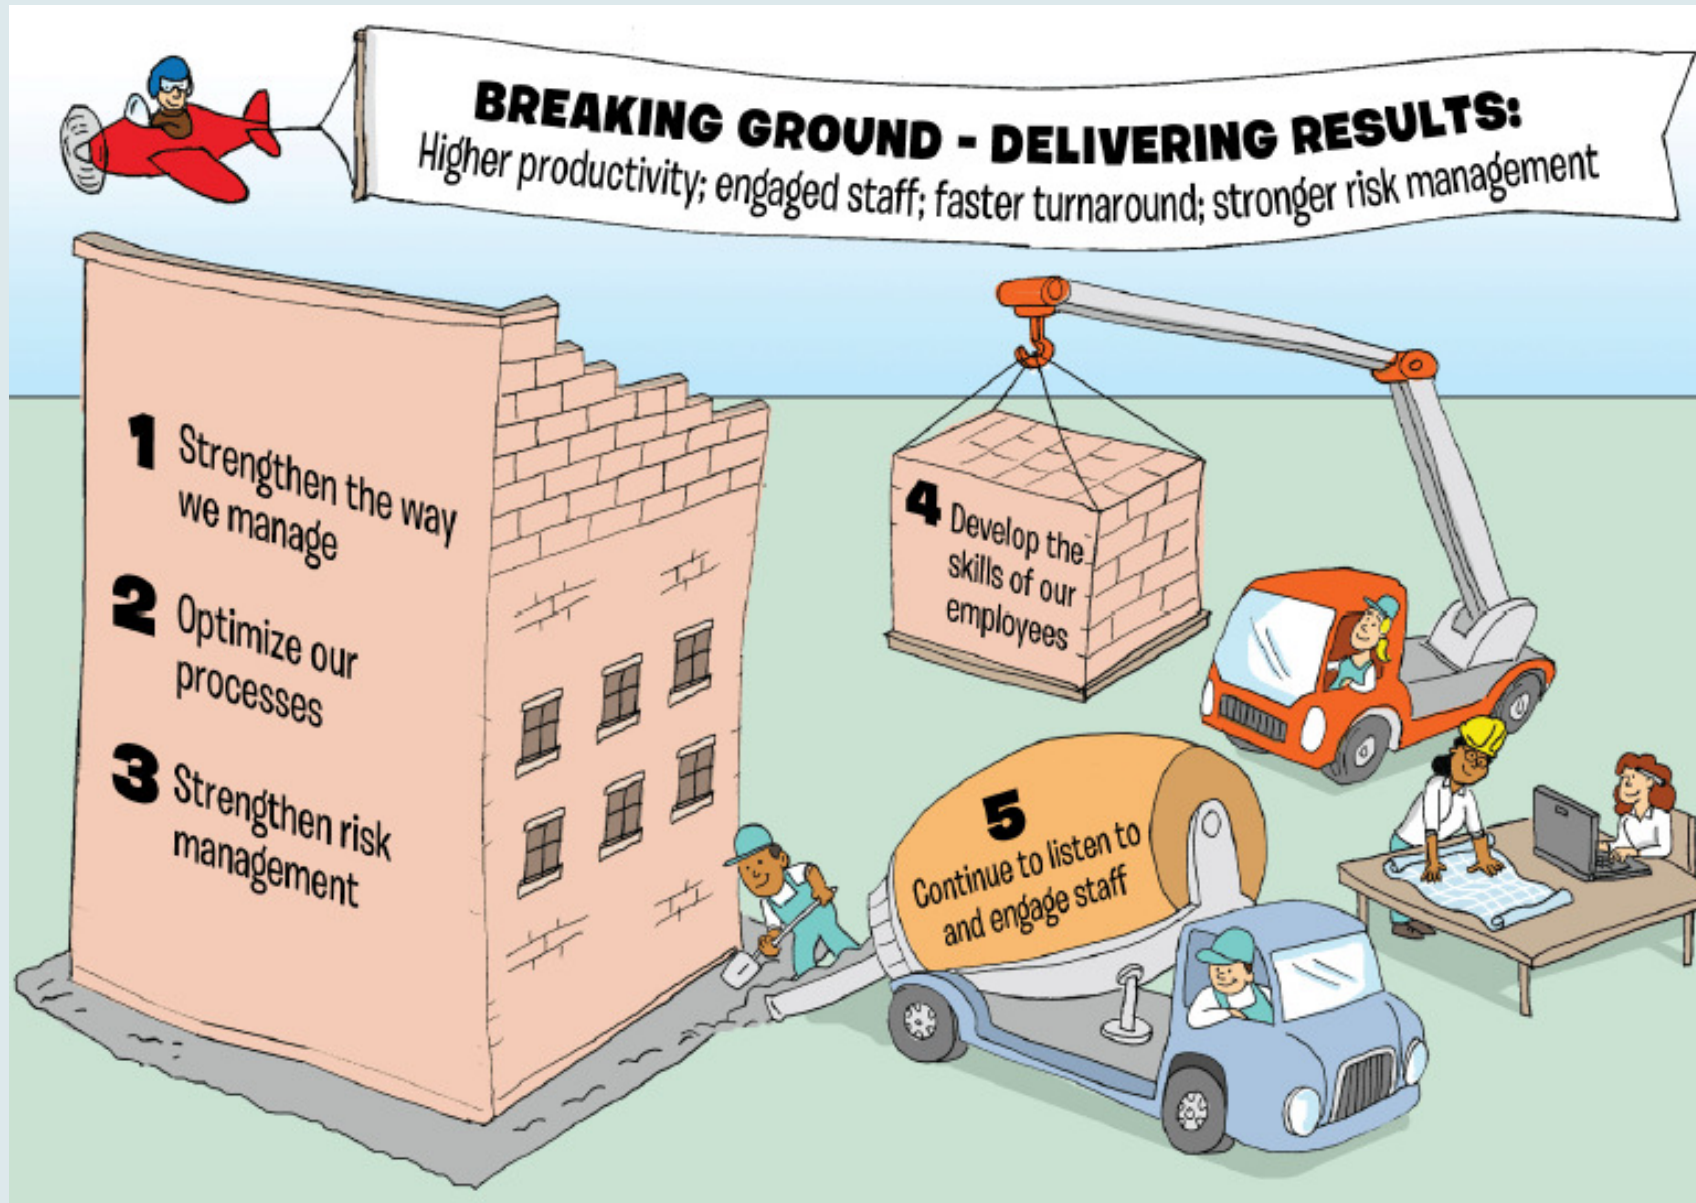 BREAKING GROUND - DELIVERING RESULTS:
Higher productivity; engaged staff; faster turnaround; stronger risk management
1 Strengthen the way
we manage
2 Optimize our
processes
3 Strengthen risk
management
4 Develop the
skills of our
employees
5
Continue to listen to
and engage staff